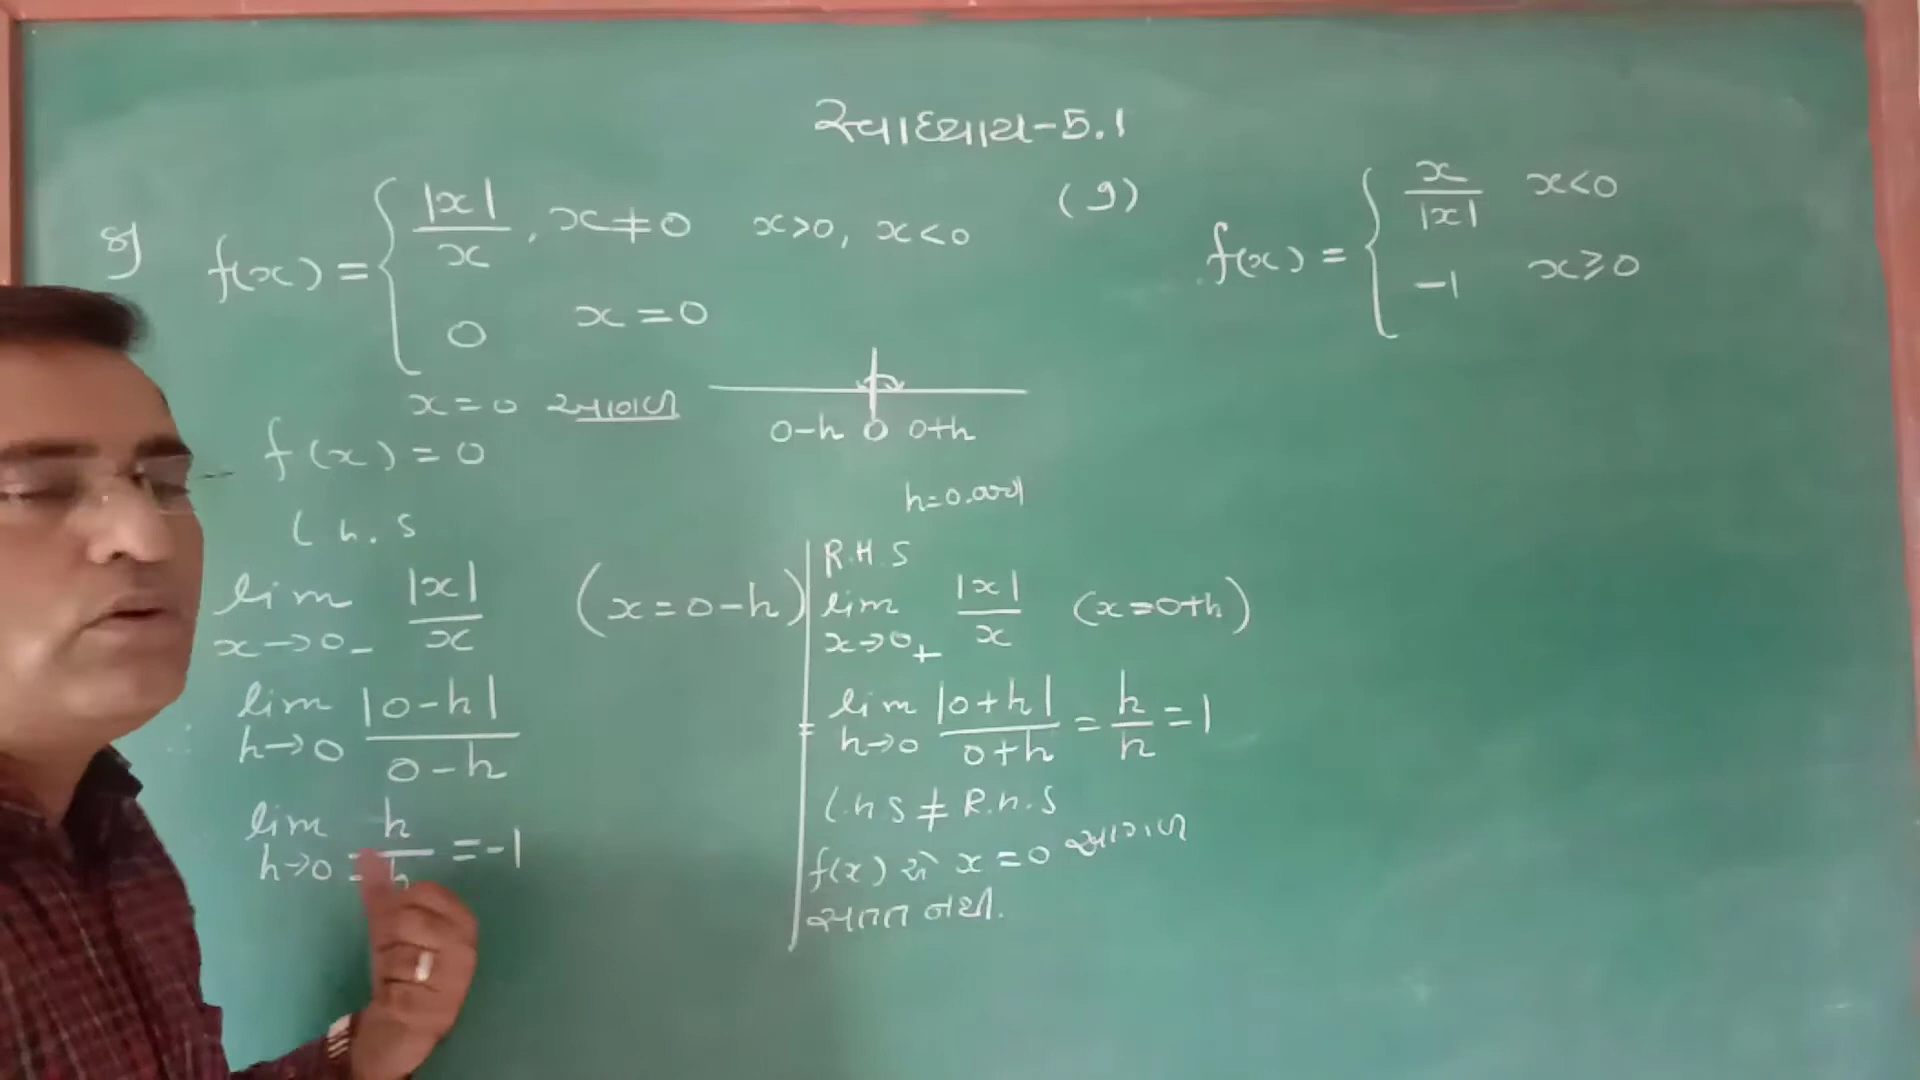 સ્વાધ્યાય-5.1
8) f(x) = { |x|/x , x≠0 x>0, x<0
0 x=0
x=0 આગળ
f(x) = 0
0-h 0 0+h
h=0.0001
L.h.S
lim x→0- |x|/x (x=0-h)
lim h→0 |0-h|/0-h
lim h→0 = h/-h = -1
R.H.S
lim x→0+ |x|/x (x=0+h)
= lim h→0 |0+h|/0+h = h/h = 1
L.h.S ≠ R.h.S
f(x) એ x=0 આગળ
સતત નથી.
(9) f(x) = { x/|x| x<0
-1 x≥0